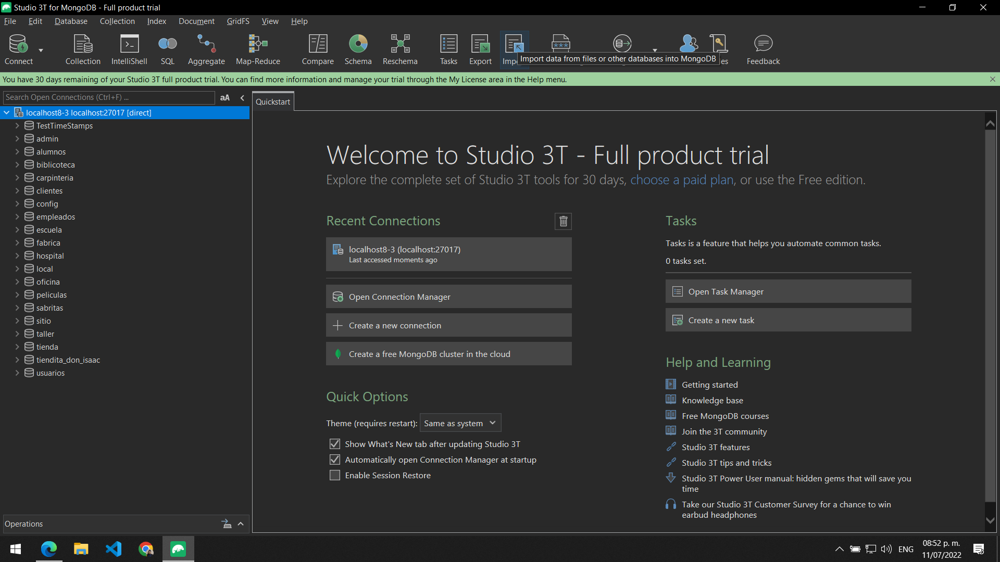 Studio 3T for MongoDB - Full product trial
File Edit Database Collection Index Document GridFS View Help
Connect Collection IntelliShell SQL Aggregate Map-Reduce Compare Schema Reschema Tasks Export Feedback
Import data from files or other databases into MongoDB
You have 30 days remaining of your Studio 3T full product trial. You can find more information and manage your trial through the My License area in the Help menu.
Search Open Connections (Ctrl+F) ... aA
Quickstart
localhost8-3 localhost:27017 [direct]
TestTimeStamps
admin
alumnos
biblicoteca
carpinteria
clientes
config
empleados
escuela
fabrica
hospital
local
oficina
peliculas
sabritas
sitio
taller
tienda
tiendita_don_isaac
usuarios
Operations
Welcome to Studio 3T - Full product trial
Explore the complete set of Studio 3T tools for 30 days, choose a paid plan, or use the Free edition.
Recent Connections
localhost8-3 (localhost:27017)
Last accessed moments ago
Open Connection Manager
Create a new connection
Create a free MongoDB cluster in the cloud
Quick Options
Theme (requires restart): Same as system
Show What's New tab after updating Studio 3T
Automatically open Connection Manager at startup
Enable Session Restore
Tasks
Tasks is a feature that helps you automate common tasks.
0 tasks set.
Open Task Manager
Create a new task
Help and Learning
Getting started
Knowledge base
Free MongoDB courses
Join the 3T community
Studio 3T features
Studio 3T tips and tricks
Studio 3T Power User manual: hidden gems that will save you
time
Take our Studio 3T Customer Survey for a chance to win
earbud headphones
ENG
08:52 p. m.
11/07/2022